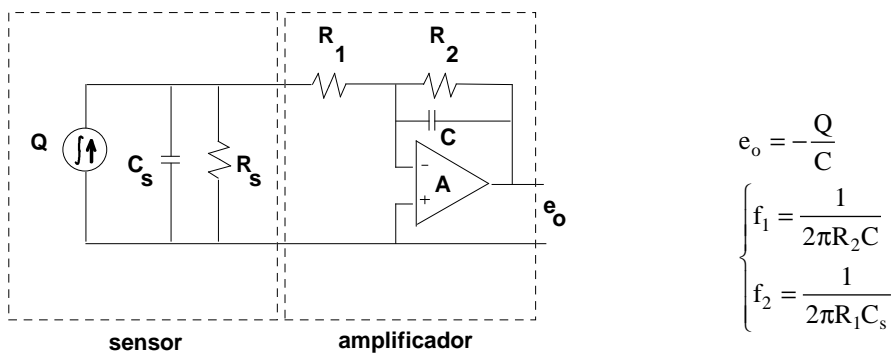 R1 R2
Q Cs Rs C
- A
+
eo
sensor amplificador
eo = -Q/C
f1 = 1/2πR2C
f2 = 1/2πR1Cs